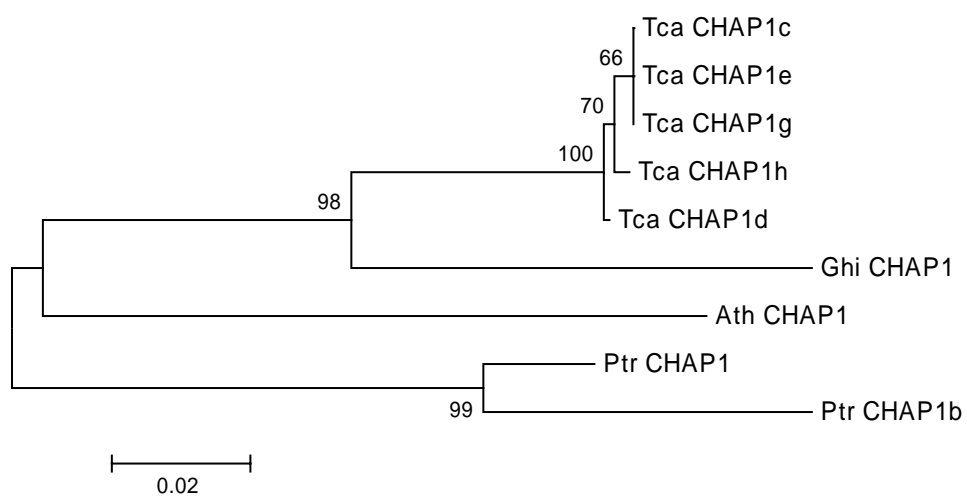 Tca CHAP1c
66
Tca CHAP1e
70
Tca CHAP1g
100
Tca CHAP1h
98
Tca CHAP1d
Ghi CHAP1
Ath CHAP1
Ptr CHAP1
99
Ptr CHAP1b
0.02